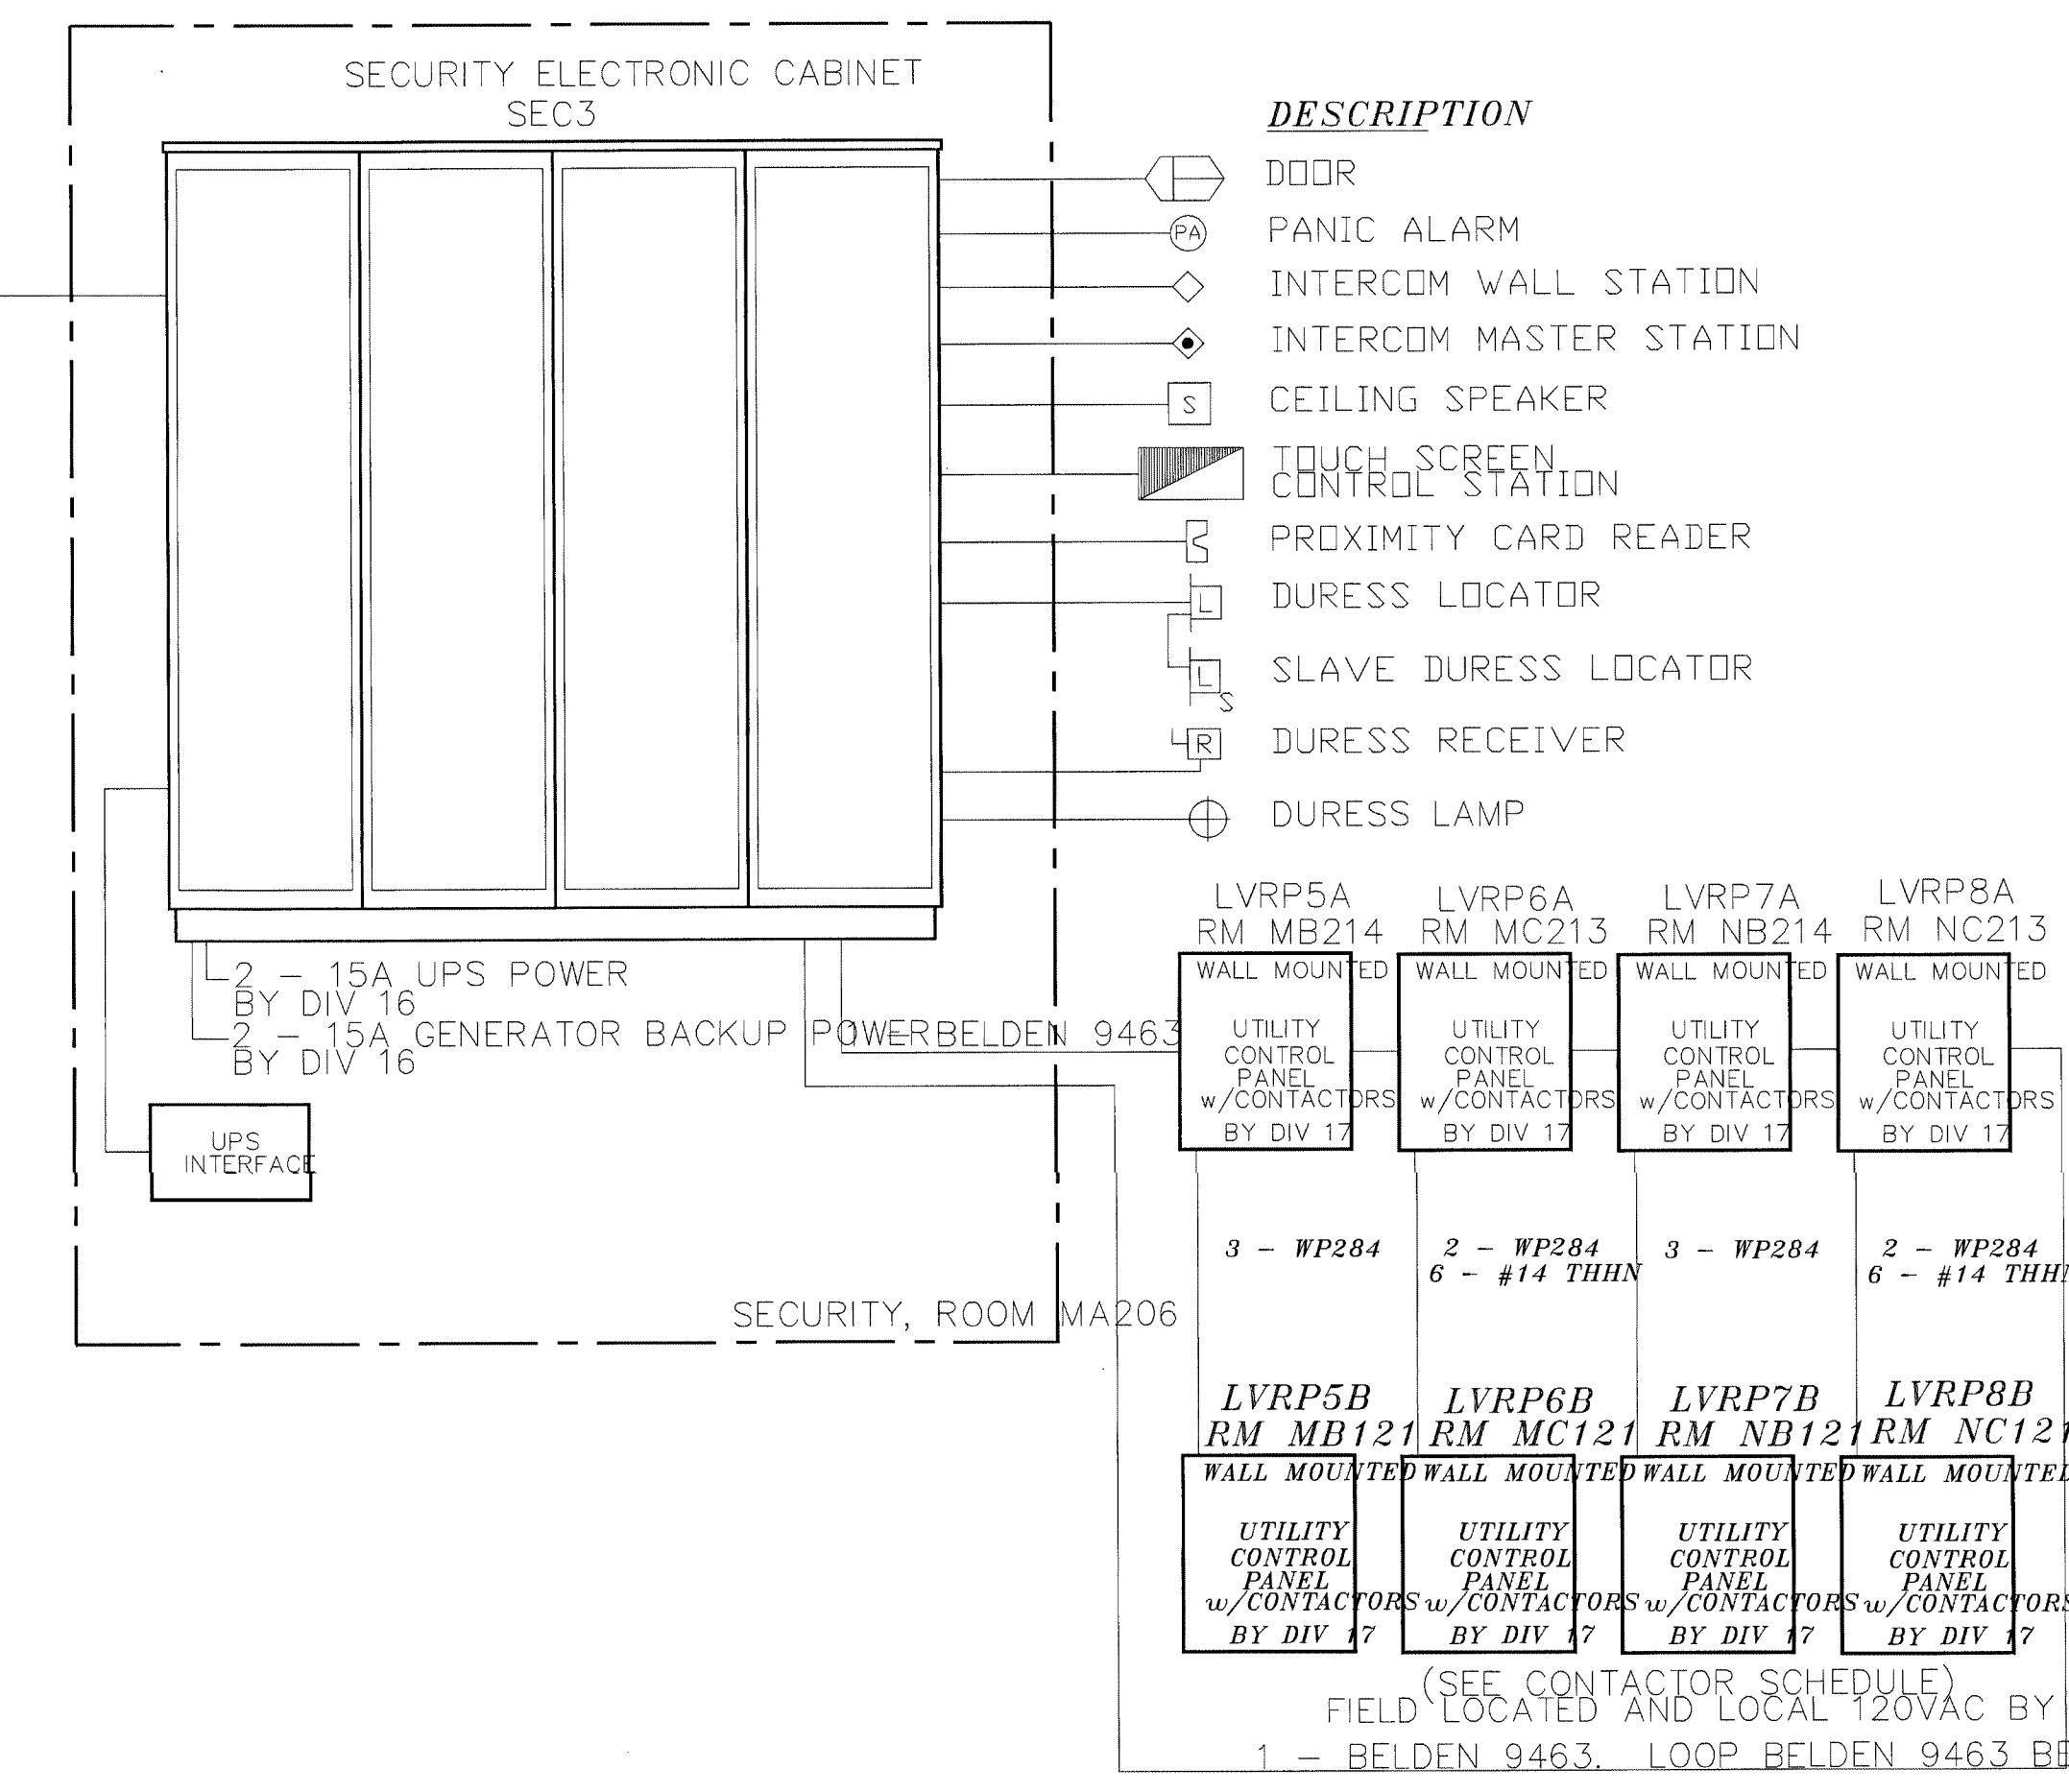 SECURITY ELECTRONIC CABINET
SEC3
DESCRIPTION
DOOR
PA
PANIC ALARM
INTERCOM WALL STATION
INTERCOM MASTER STATION
S
CEILING SPEAKER
TOUCH SCREEN
CONTROL STATION
PROXIMITY CARD READER
L
DURESS LOCATOR
L
S
SLAVE DURESS LOCATOR
R
DURESS RECEIVER
DURESS LAMP
2 - 15A UPS POWER
BY DIV 16
2 - 15A GENERATOR BACKUP POWER
BY DIV 16
BELDEN 9463
UPS
INTERFACE
SECURITY, ROOM MA206
LVRP5A
RM MB214
WALL MOUNTED
UTILITY
CONTROL
PANEL
w/CONTACTORS
BY DIV 17
LVRP6A
RM MC213
WALL MOUNTED
UTILITY
CONTROL
PANEL
w/CONTACTORS
BY DIV 17
LVRP7A
RM NB214
WALL MOUNTED
UTILITY
CONTROL
PANEL
w/CONTACTORS
BY DIV 17
LVRP8A
RM NC213
WALL MOUNTED
UTILITY
CONTROL
PANEL
w/CONTACTORS
BY DIV 17
3 - WP284
2 - WP284
6 - #14 THHN
3 - WP284
2 - WP284
6 - #14 THHN
LVRP5B
RM MB121
WALL MOUNTED
UTILITY
CONTROL
PANEL
w/CONTACTORS
BY DIV 17
LVRP6B
RM MC121
WALL MOUNTED
UTILITY
CONTROL
PANEL
w/CONTACTORS
BY DIV 17
LVRP7B
RM NB121
WALL MOUNTED
UTILITY
CONTROL
PANEL
w/CONTACTORS
BY DIV 17
LVRP8B
RM NC121
WALL MOUNTED
UTILITY
CONTROL
PANEL
w/CONTACTORS
BY DIV 17
(SEE CONTACTOR SCHEDULE)
FIELD LOCATED AND LOCAL 120VAC BY
1 - BELDEN 9463. LOOP BELDEN 9463